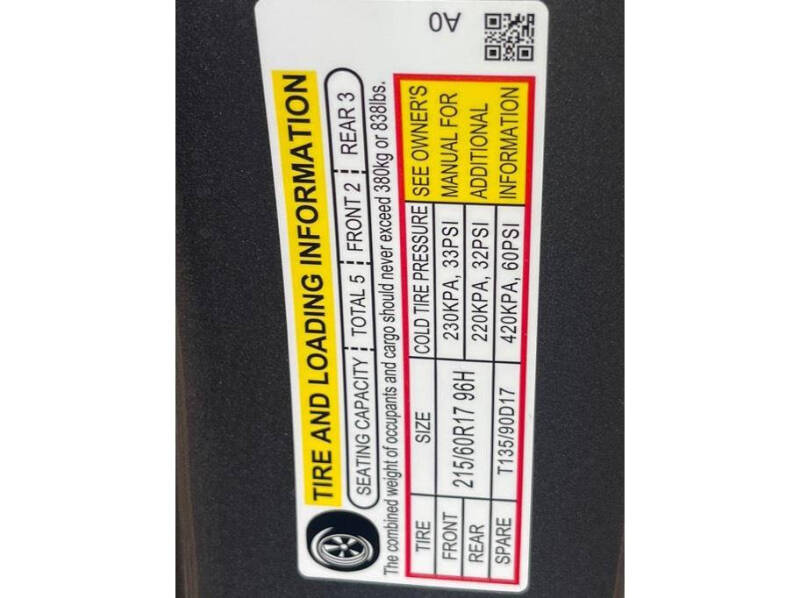 TIRE AND LOADING INFORMATION
SEATING CAPACITY TOTAL 5 FRONT 2 REAR 3
The combined weight of occupants and cargo should never exceed 380kg or 838lbs.
TIRE SIZE COLD TIRE PRESSURE SEE OWNER'S
FRONT 215/60R17 96H 230KPA, 33PSI MANUAL FOR
REAR 220KPA, 32PSI ADDITIONAL
SPARE T135/90D17 420KPA, 60PSI INFORMATION
A0